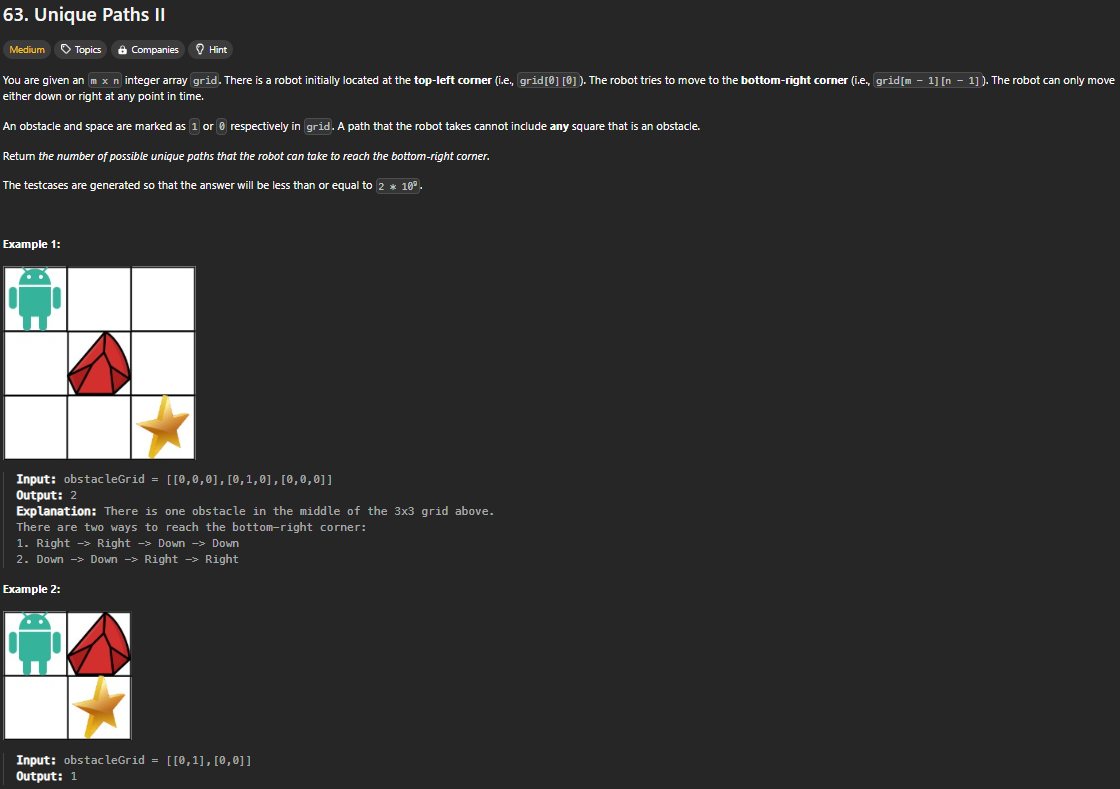 63. Unique Paths II
Medium Topics Companies Hint
You are given an m x n integer array grid. There is a robot initially located at the top-left corner (i.e., grid[0][0]). The robot tries to move to the bottom-right corner (i.e., grid[m - 1][n - 1]). The robot can only move
either down or right at any point in time.
An obstacle and space are marked as 1 or 0 respectively in grid. A path that the robot takes cannot include any square that is an obstacle.
Return the number of possible unique paths that the robot can take to reach the bottom-right corner.
The testcases are generated so that the answer will be less than or equal to 2 * 10⁹.
Example 1:
Input: obstacleGrid = [[0,0,0],[0,1,0],[0,0,0]]
Output: 2
Explanation: There is one obstacle in the middle of the 3x3 grid above.
There are two ways to reach the bottom-right corner:
1. Right -> Right -> Down -> Down
2. Down -> Down -> Right -> Right
Example 2:
Input: obstacleGrid = [[0,1],[0,0]]
Output: 1